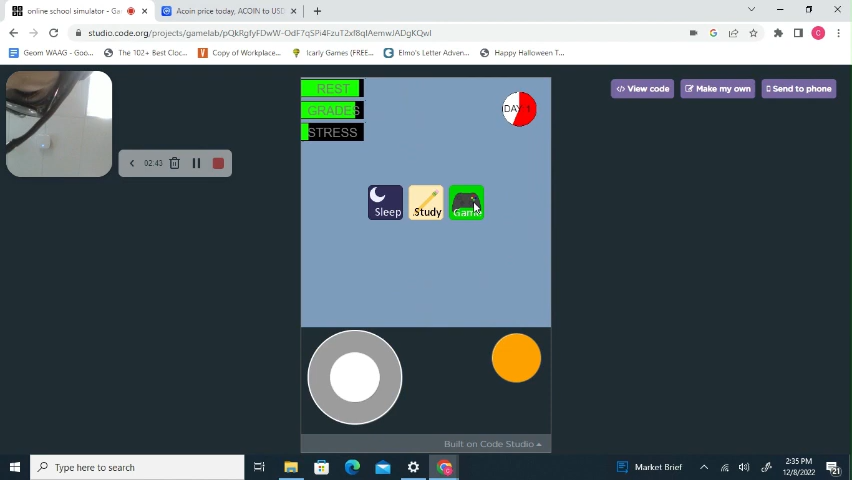 online school simulator - Ga
Acoin price today, ACOIN to USD
studio.code.org/projects/gamelab/pQkRgfyFDwW-OdF7qSPi4FzuT2xf8qIAemwJADgKQwI
Geom WAAG - Goo...
The 102+ Best Cloc...
Copy of Workplace...
Icarly Games (FREE...
Elmo's Letter Adven...
Happy Halloween T...
REST
GRADES
STRESS
DAY 1
View code
Make my own
Send to phone
02:43
Sleep
Study
Game
Built on Code Studio
Type here to search
Market Brief
2:35 PM
12/8/2022
21